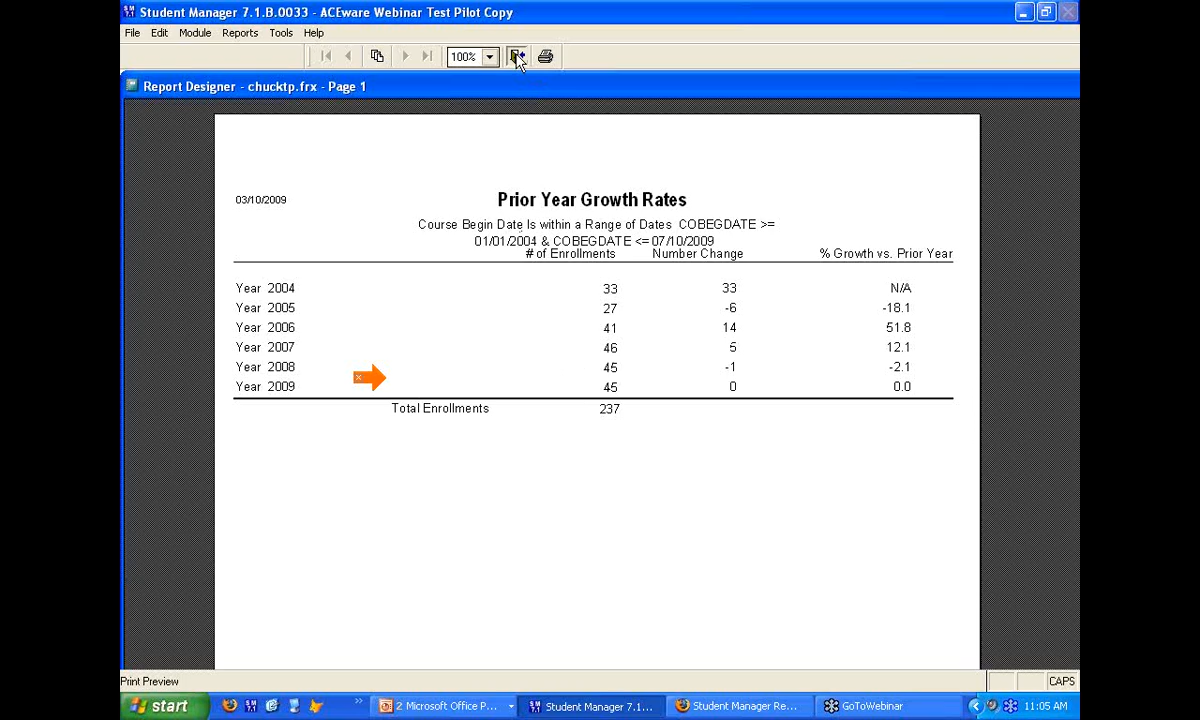 Student Manager 7.1.B.0033 - ACEware Webinar Test Pilot Copy
File Edit Module Reports Tools Help
100%
Report Designer - chucktp.frx - Page 1
03/10/2009
Prior Year Growth Rates
Course Begin Date Is within a Range of Dates COBEGDATE >=
01/01/2004 & COBEGDATE <= 07/10/2009
# of Enrollments Number Change % Growth vs. Prior Year
Year 2004 33 33 N/A
Year 2005 27 -6 -18.1
Year 2006 41 14 51.8
Year 2007 46 5 12.1
Year 2008 45 -1 -2.1
Year 2009 45 0 0.0
Total Enrollments 237
Print Preview CAPS
start 2 Microsoft Office P... Student Manager 7.1... Student Manager Re... GoToWebinar 11:05 AM